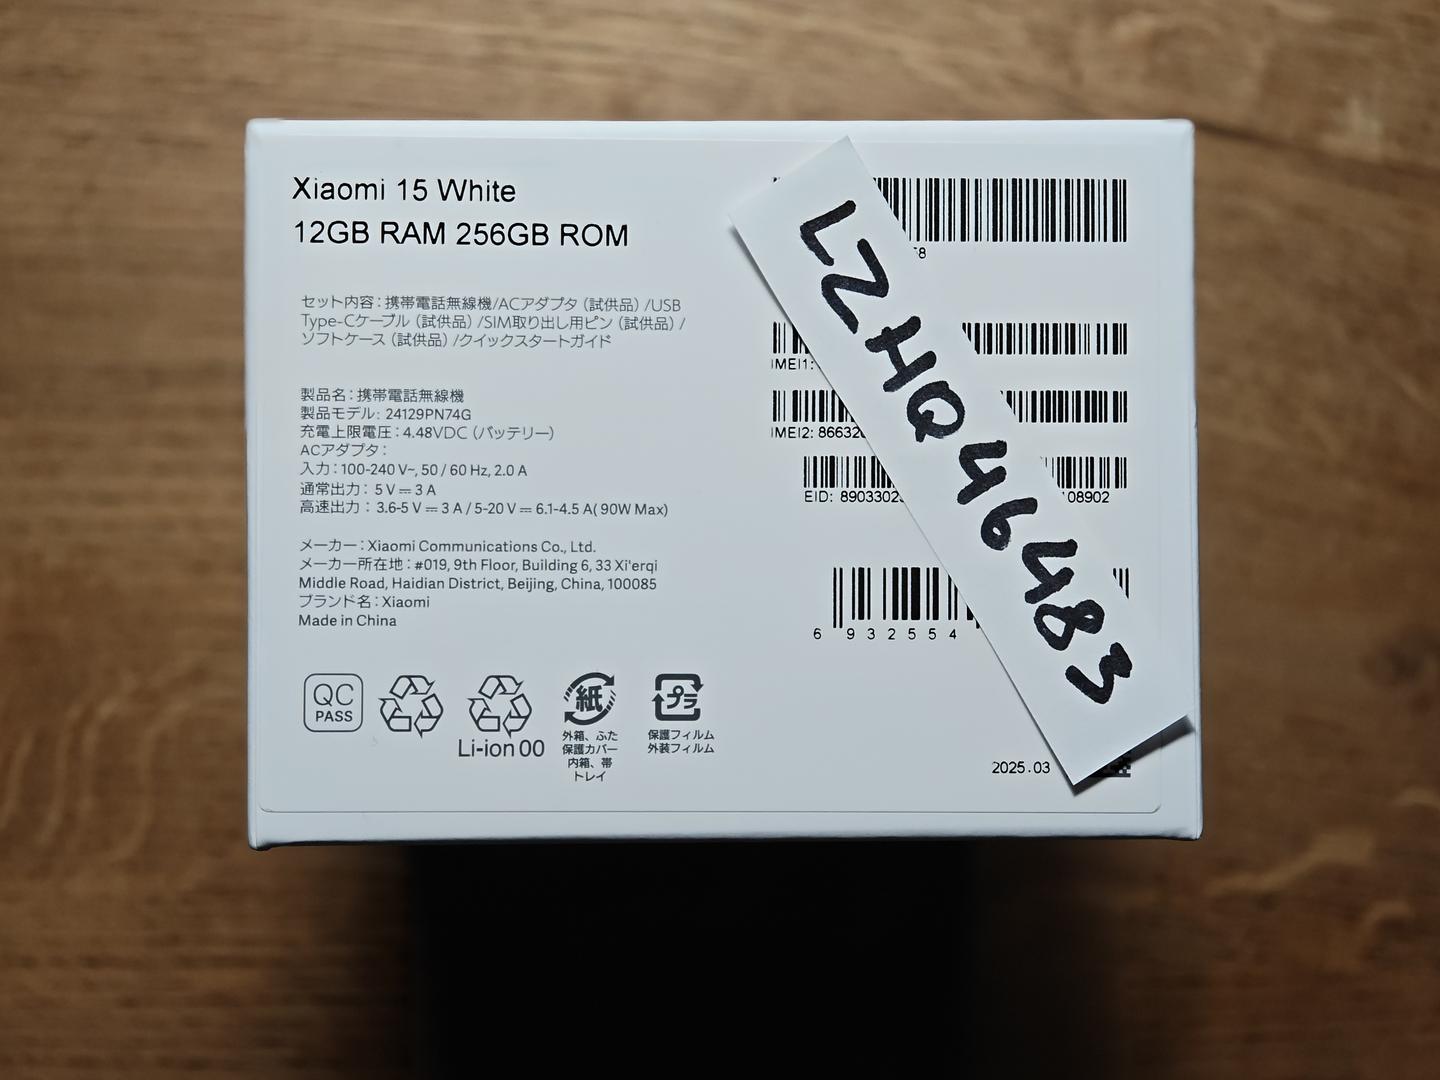 Xiaomi 15 White
12GB RAM 256GB ROM
セット内容：携帯電話無線機/ACアダプタ（試供品）/USB
Type-Cケーブル（試供品）/SIM取り出し用ピン（試供品）/
ソフトケース（試供品）/クイックスタートガイド
製品名：携帯電話無線機
製品モデル: 24129PN74G
充電上限電圧：4.48VDC（バッテリー）
ACアダプタ：
入力：100-240 V~, 50 / 60 Hz, 2.0 A
通常出力：5 V ⎓ 3 A
高速出力：3.6-5 V ⎓ 3 A / 5-20 V ⎓ 6.1-4.5 A( 90W Max)
メーカー：Xiaomi Communications Co., Ltd.
メーカー所在地：#019, 9th Floor, Building 6, 33 Xi'erqi
Middle Road, Haidian District, Beijing, China, 100085
ブランド名：Xiaomi
Made in China
QC
PASS
Li-ion 00
紙
外箱、ふた
保護カバー
内箱、帯
トレイ
プラ
保護フィルム
外装フィルム
8
IMEI1:
IMEI2: 86632
EID: 8903302 08902
6 932554
2025.03
LZHQ46483